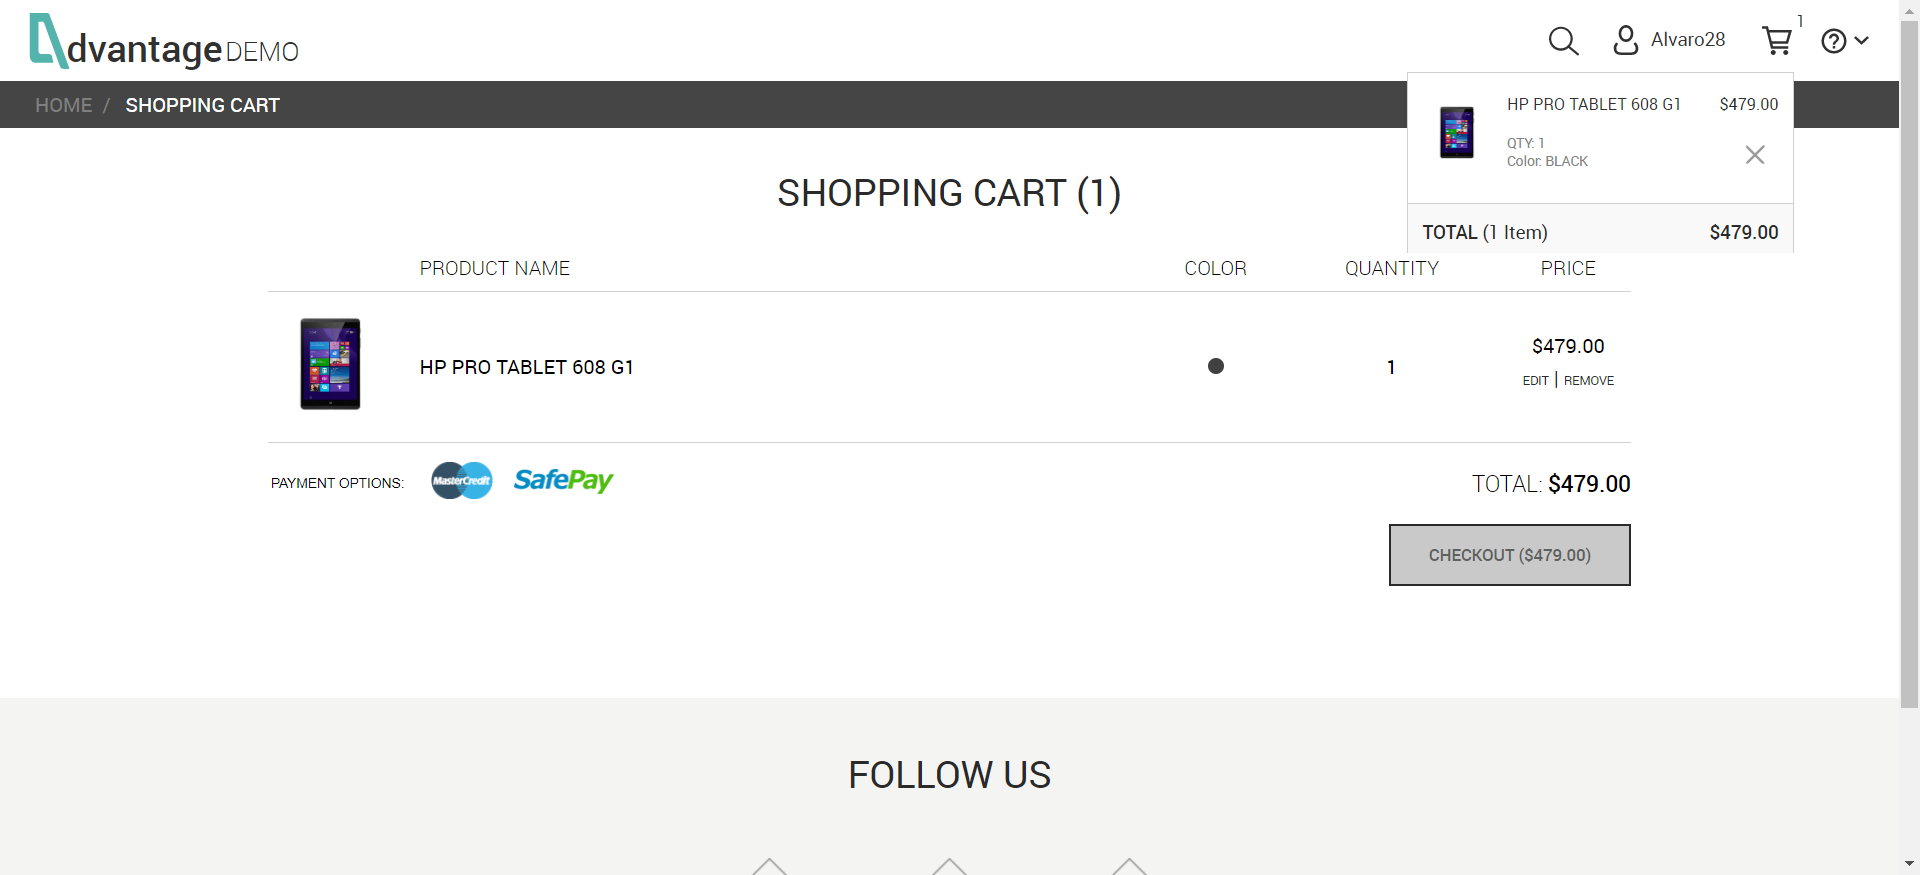 dvantage DEMO
Alvaro28
1
HOME / SHOPPING CART
HP PRO TABLET 608 G1 $479.00
QTY: 1
Color: BLACK
TOTAL (1 Item) $479.00
SHOPPING CART (1)
PRODUCT NAME COLOR QUANTITY PRICE
HP PRO TABLET 608 G1 1 $479.00
EDIT | REMOVE
PAYMENT OPTIONS: MasterCredit SafePay
TOTAL: $479.00
CHECKOUT ($479.00)
FOLLOW US